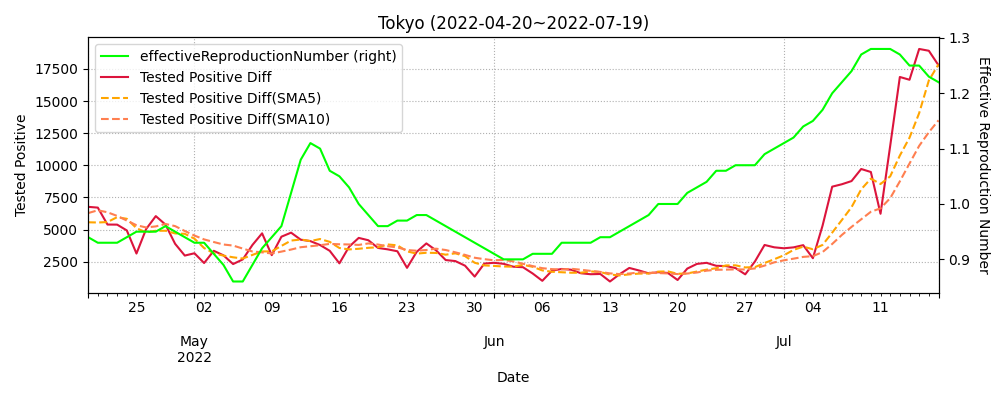 Tokyo (2022-04-20~2022-07-19)
effectiveReproductionNumber (right)
Tested Positive Diff
Tested Positive Diff(SMA5)
Tested Positive Diff(SMA10)
Tested Positive
17500
15000
12500
10000
7500
5000
2500
1.3
1.2
1.1
1.0
0.9
Effective Reproduction Number
25 02 09 16 23 30 06 13 20 27 04 11
May Jun Jul
2022
Date